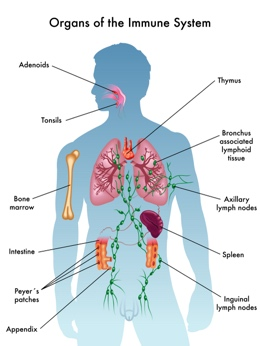 Organs of the Immune System
Adenoids
Thymus
Tonsils
Bronchus
associated
lymphoid
tissue
Bone
marrow
Axillary
lymph nodes
Intestine
Spleen
Peyer´s
patches
Inguinal
lymph nodes
Appendix